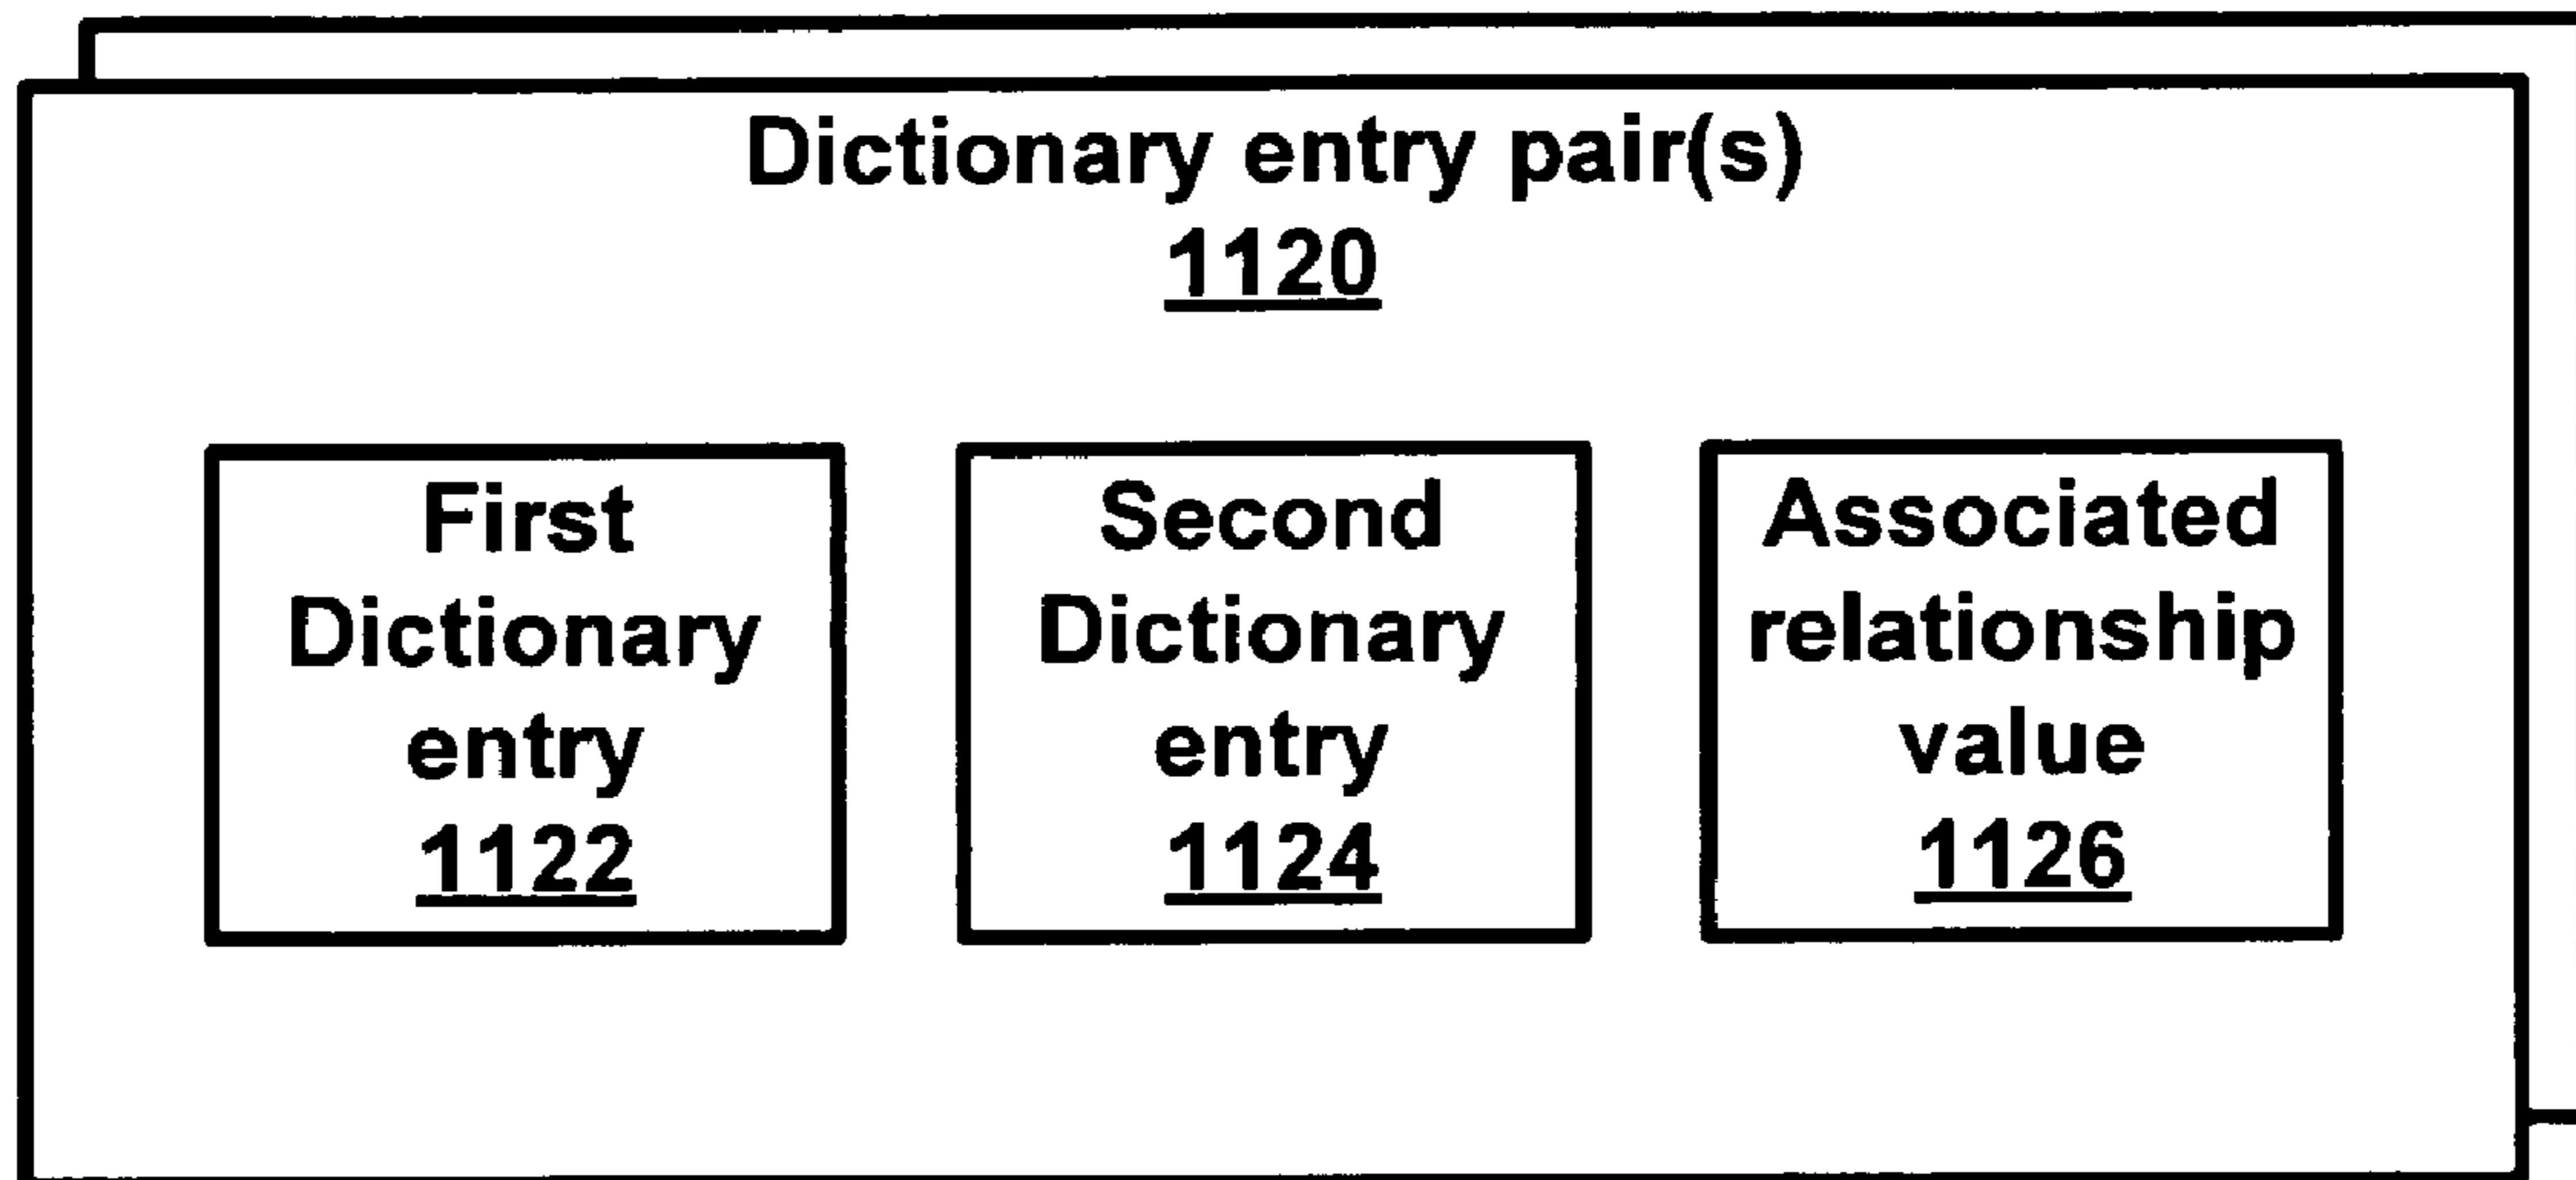 Dictionary entry pair(s)
1120
First
Dictionary
entry
1122
Second
Dictionary
entry
1124
Associated
relationship
value
1126